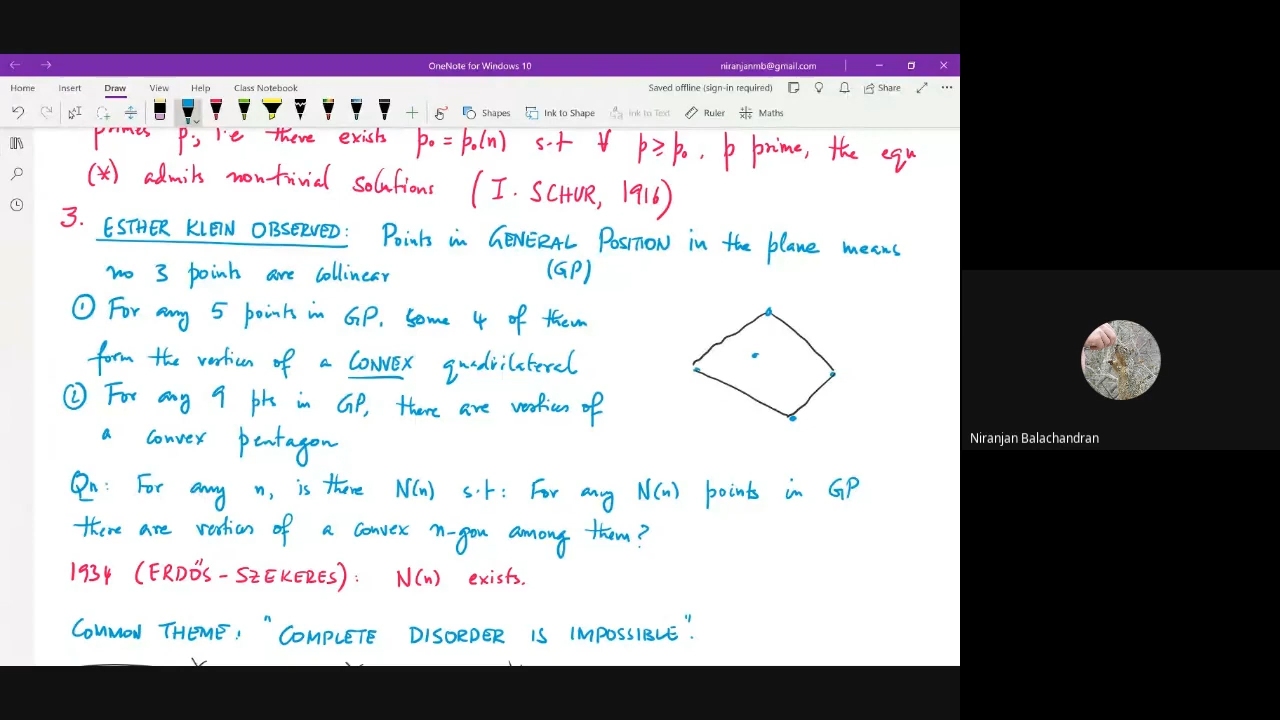 OneNote for Windows 10
niranjanmb@gmail.com
Home Insert Draw View Help Class Notebook
Saved offline (sign-in required) Share
Shapes Ink to Shape Ink to Text Ruler Maths
primes p, i.e there exists p₀ = p₀(n) s.t ∀ p ≥ p₀, p prime, the equ
(*) admits nontrivial solutions (I. SCHUR, 1916)
3. ESTHER KLEIN OBSERVED: Points in GENERAL POSITION in the plane means
(GP)
no 3 points are collinear
① For any 5 points in GP, some 4 of them
form the vertices of a CONVEX quadrilateral
② For any 9 pts in GP, there are vertices of
a convex pentagon
Qn: For any n, is there N(n) s.t: For any N(n) points in GP
there are vertices of a convex n-gon among them?
1934 (ERDŐS - SZEKERES): N(n) exists.
COMMON THEME: "COMPLETE DISORDER IS IMPOSSIBLE".
Niranjan Balachandran